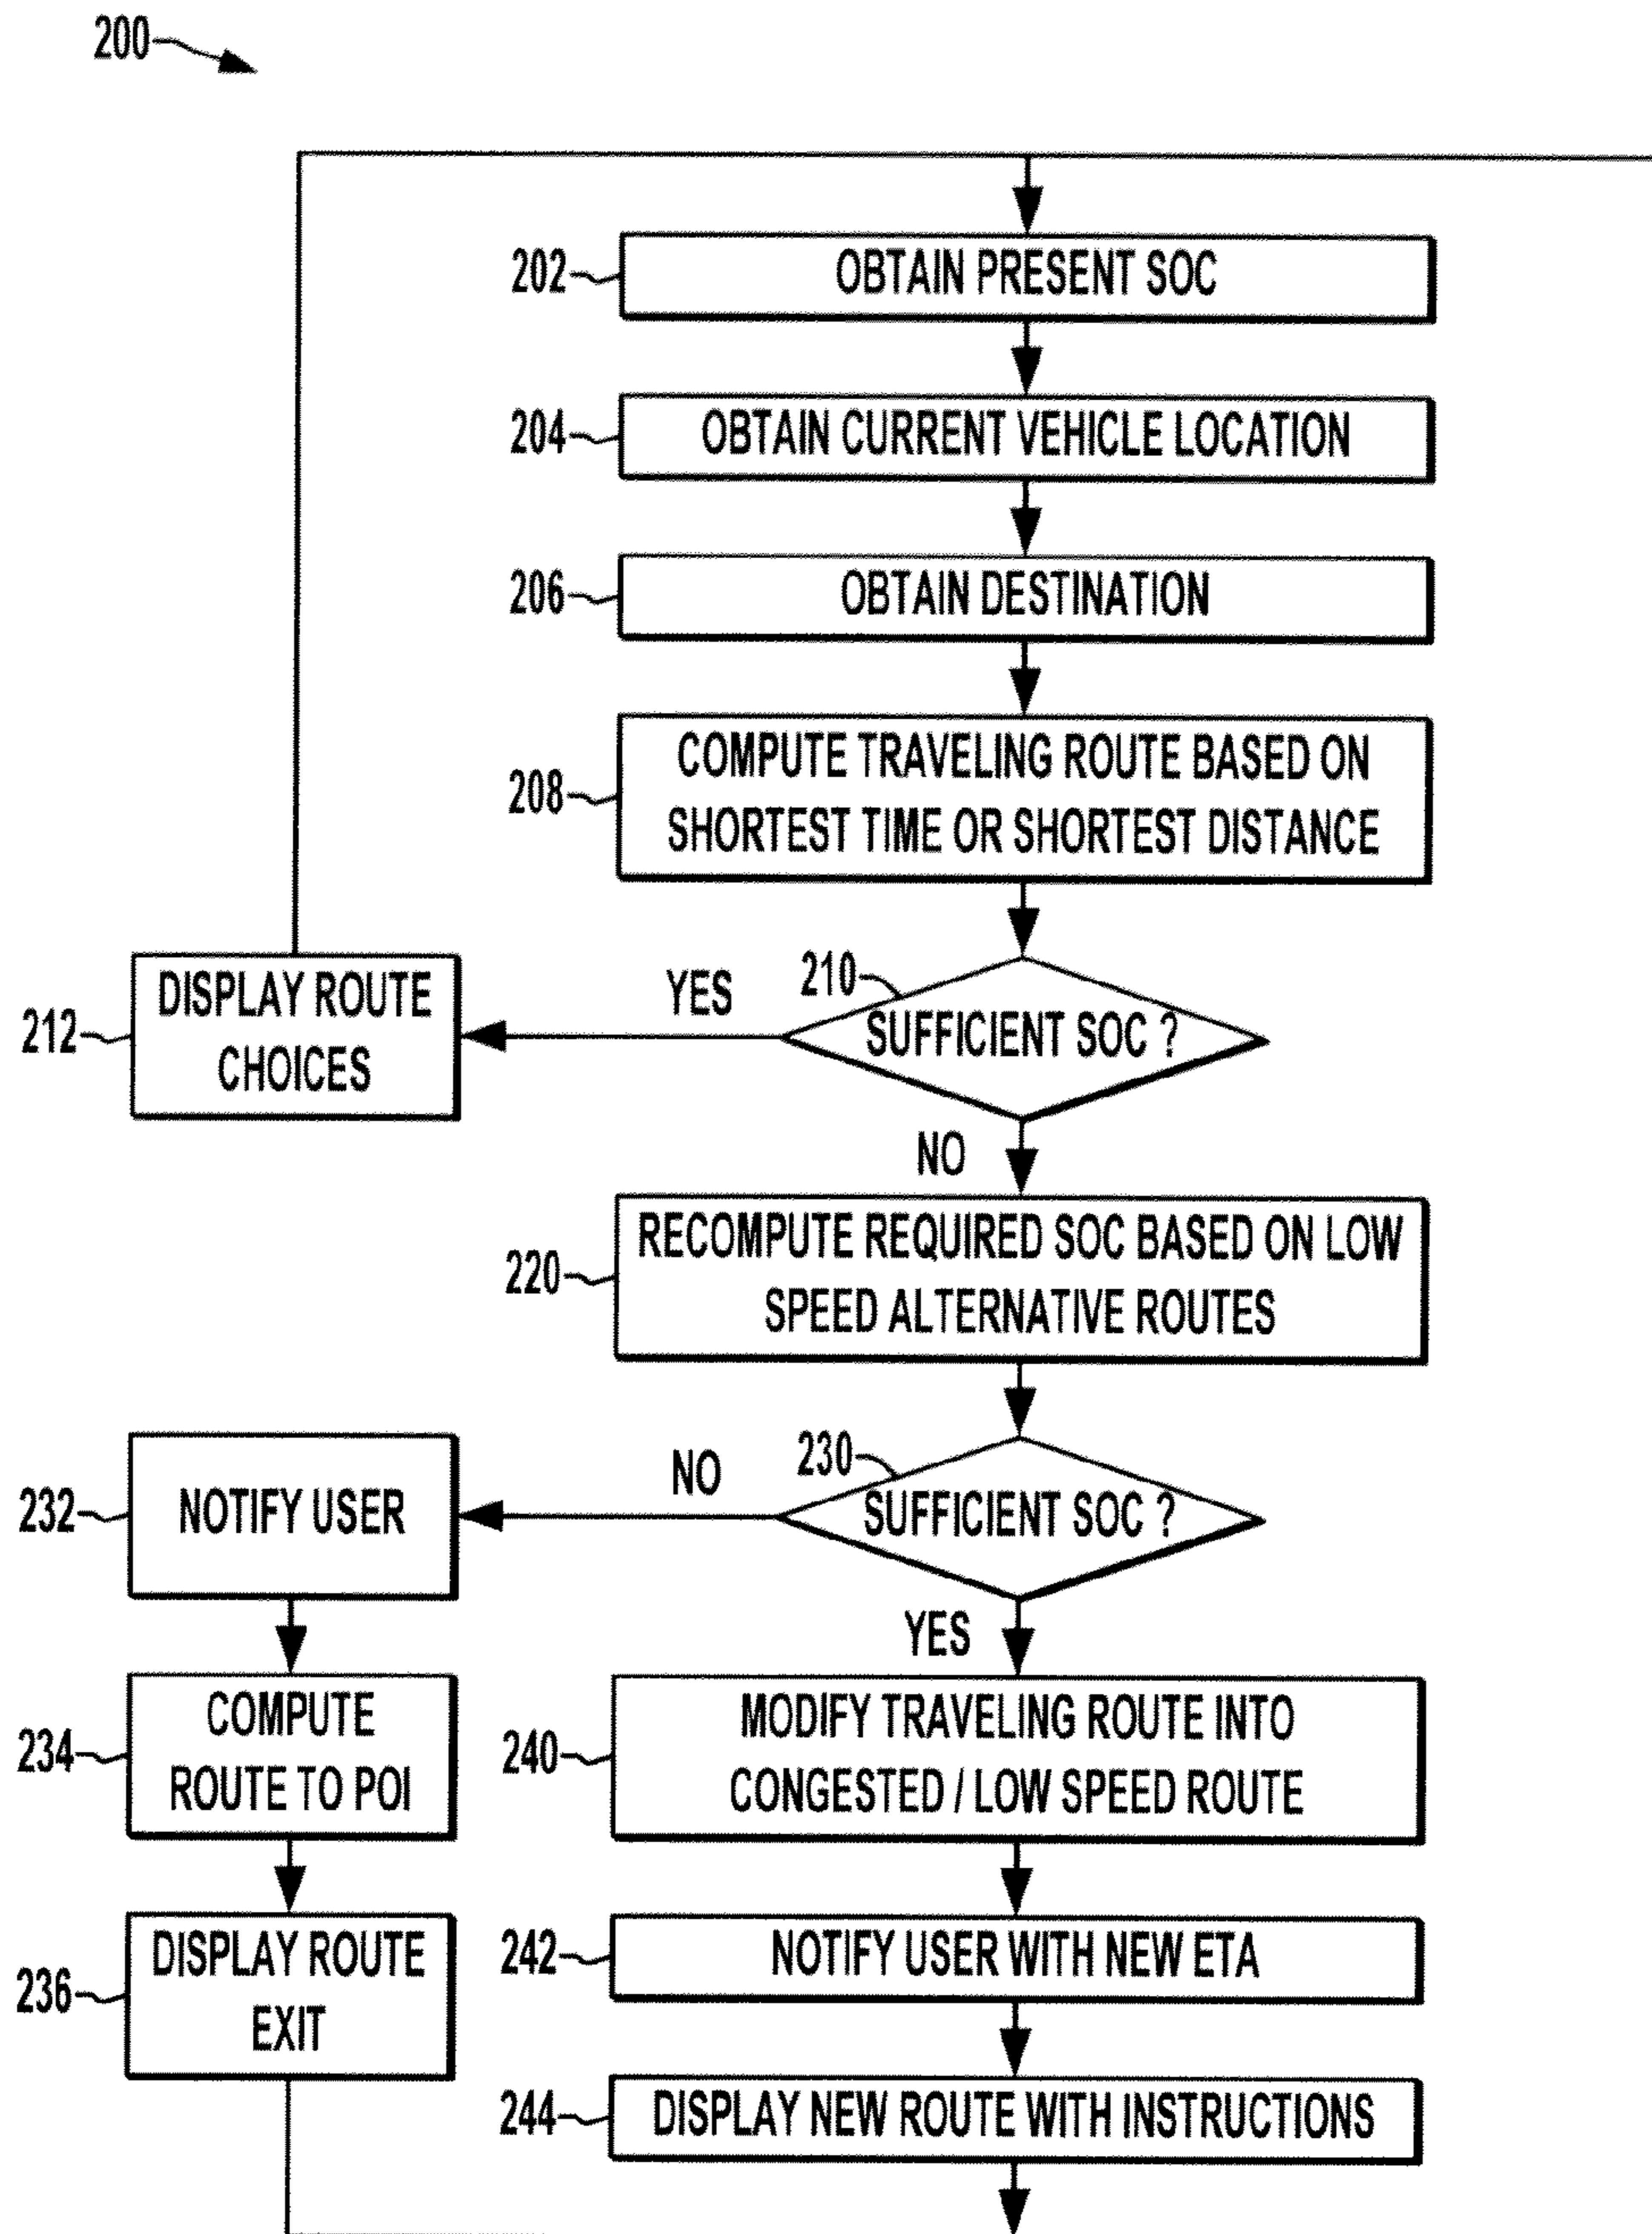 200
202
OBTAIN PRESENT SOC
204
OBTAIN CURRENT VEHICLE LOCATION
206
OBTAIN DESTINATION
208
COMPUTE TRAVELING ROUTE BASED ON
SHORTEST TIME OR SHORTEST DISTANCE
210
SUFFICIENT SOC ?
YES
212
DISPLAY ROUTE
CHOICES
NO
220
RECOMPUTE REQUIRED SOC BASED ON LOW
SPEED ALTERNATIVE ROUTES
230
SUFFICIENT SOC ?
NO
232
NOTIFY USER
YES
234
COMPUTE
ROUTE TO POI
240
MODIFY TRAVELING ROUTE INTO
CONGESTED / LOW SPEED ROUTE
236
DISPLAY ROUTE
EXIT
242
NOTIFY USER WITH NEW ETA
244
DISPLAY NEW ROUTE WITH INSTRUCTIONS